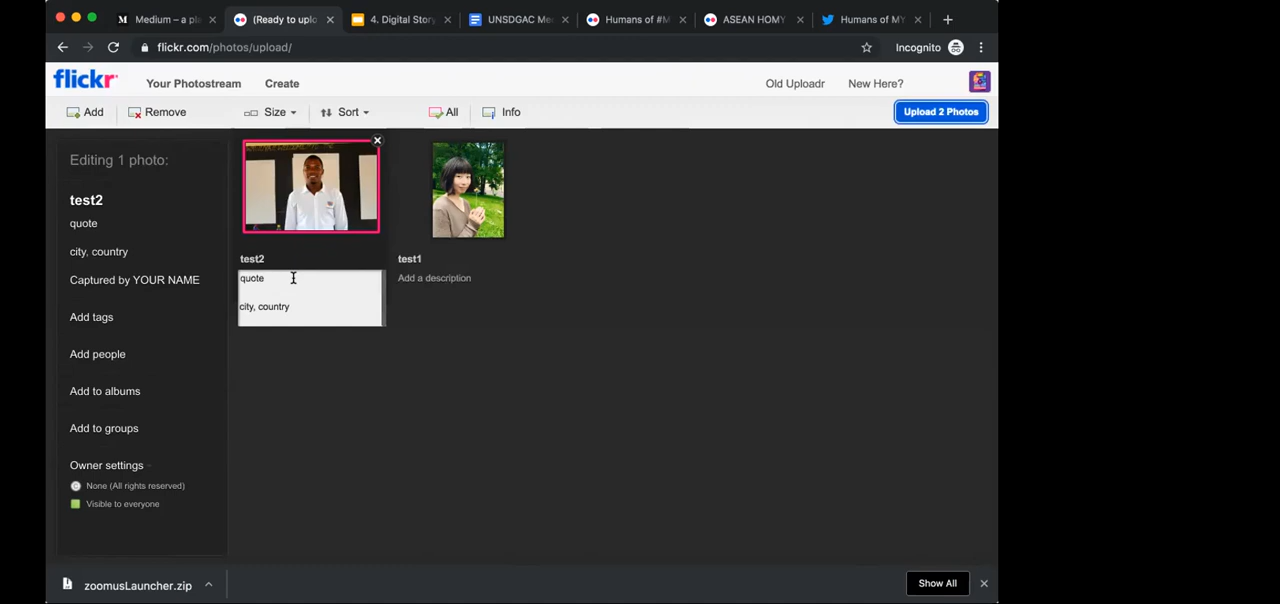 Medium – a pl
(Ready to uplo
4. Digital Story
UNSDGAC Me
Humans of #M
ASEAN HOMY
Humans of MY
flickr.com/photos/upload/
Incognito
flickr
Your Photostream
Create
Old Uploadr
New Here?
Add
Remove
Size
Sort
All
Info
Upload 2 Photos
Editing 1 photo:
test2
quote
city, country
Captured by YOUR NAME
Add tags
Add people
Add to albums
Add to groups
Owner settings
None (All rights reserved)
Visible to everyone
test2
quote
city, country
test1
Add a description
zoomusLauncher.zip
Show All